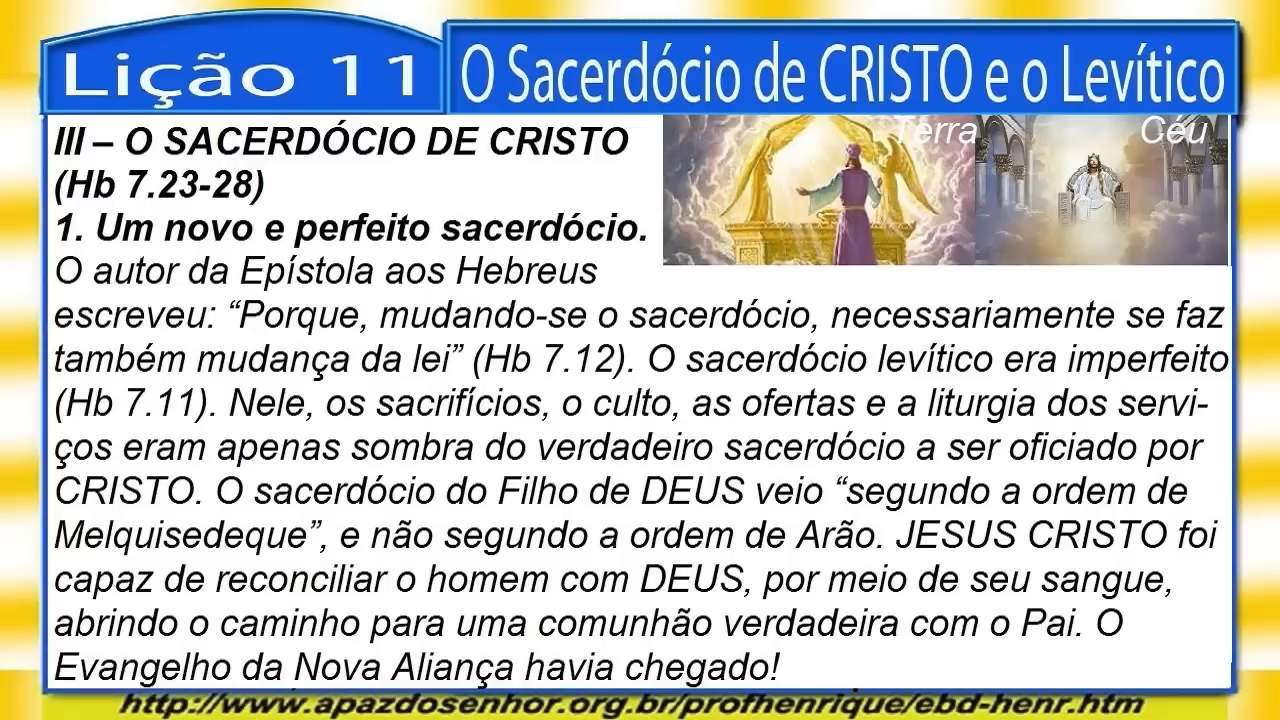 Lição 11
O Sacerdócio de CRISTO e o Levítico
Terra
Céu
III – O SACERDÓCIO DE CRISTO
(Hb 7.23-28)
1. Um novo e perfeito sacerdócio.
O autor da Epístola aos Hebreus
escreveu: “Porque, mudando-se o sacerdócio, necessariamente se faz
também mudança da lei” (Hb 7.12). O sacerdócio levítico era imperfeito
(Hb 7.11). Nele, os sacrifícios, o culto, as ofertas e a liturgia dos servi-
ços eram apenas sombra do verdadeiro sacerdócio a ser oficiado por
CRISTO. O sacerdócio do Filho de DEUS veio “segundo a ordem de
Melquisedeque”, e não segundo a ordem de Arão. JESUS CRISTO foi
capaz de reconciliar o homem com DEUS, por meio de seu sangue,
abrindo o caminho para uma comunhão verdadeira com o Pai. O
Evangelho da Nova Aliança havia chegado!
http://www.apazdosenhor.org.br/profhenrique/ebd-henr.htm